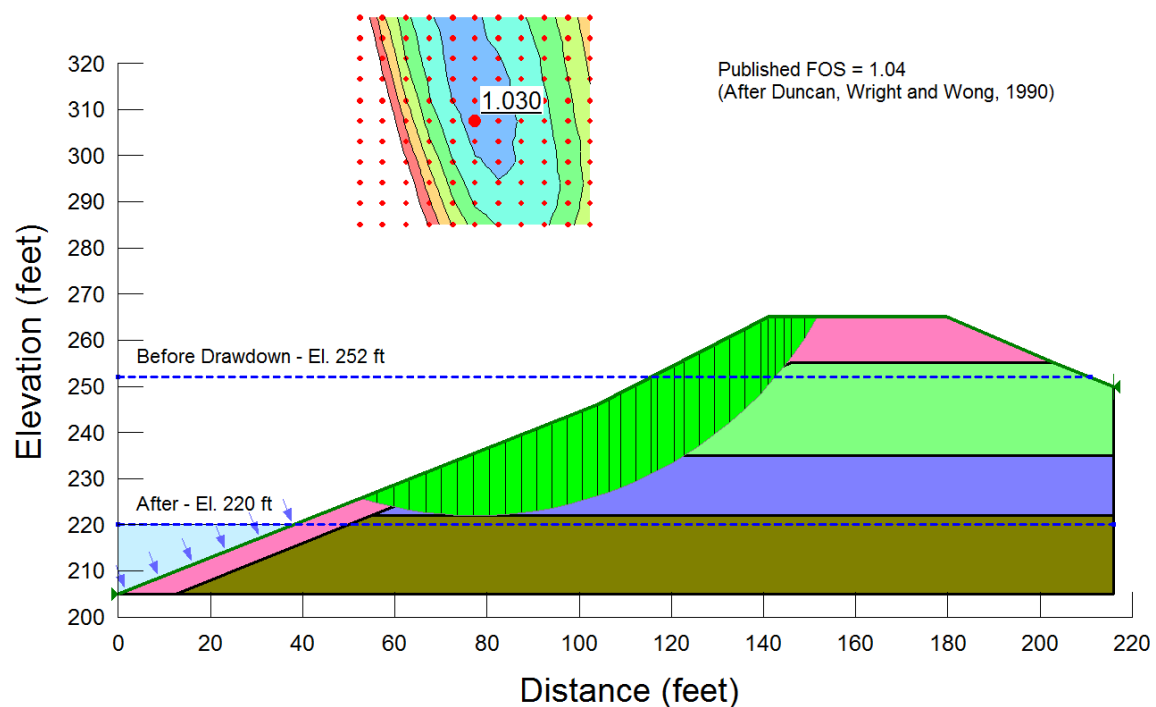 1.030
Published FOS = 1.04
(After Duncan, Wright and Wong, 1990)
Elevation (feet)
320
310
300
290
280
270
260
250
240
230
220
210
200
Before Drawdown - El. 252 ft
After - El. 220 ft
0 20 40 60 80 100 120 140 160 180 200 220
Distance (feet)